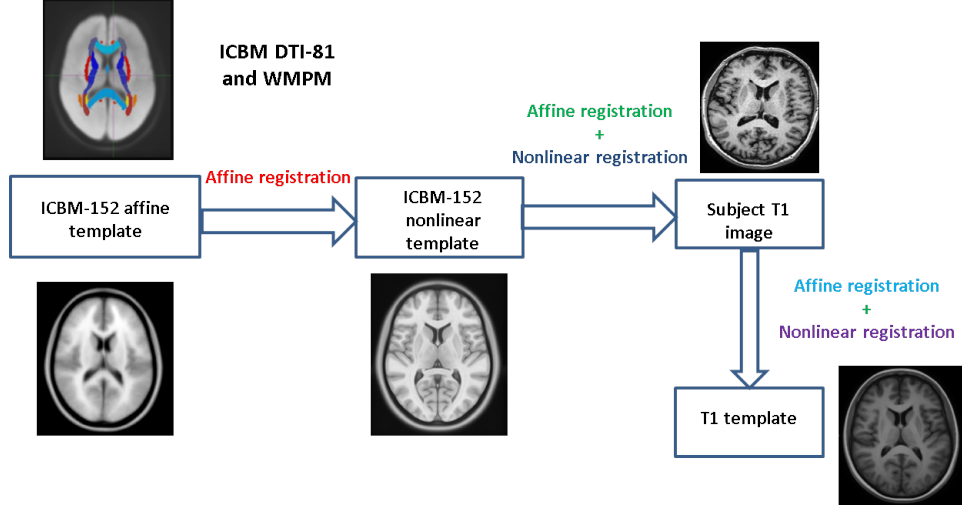 ICBM DTI-81
and WMPM
Affine registration
+
Nonlinear registration
Affine registration
ICBM-152 affine
template
ICBM-152
nonlinear
template
Subject T1
image
Affine registration
+
Nonlinear registration
T1 template